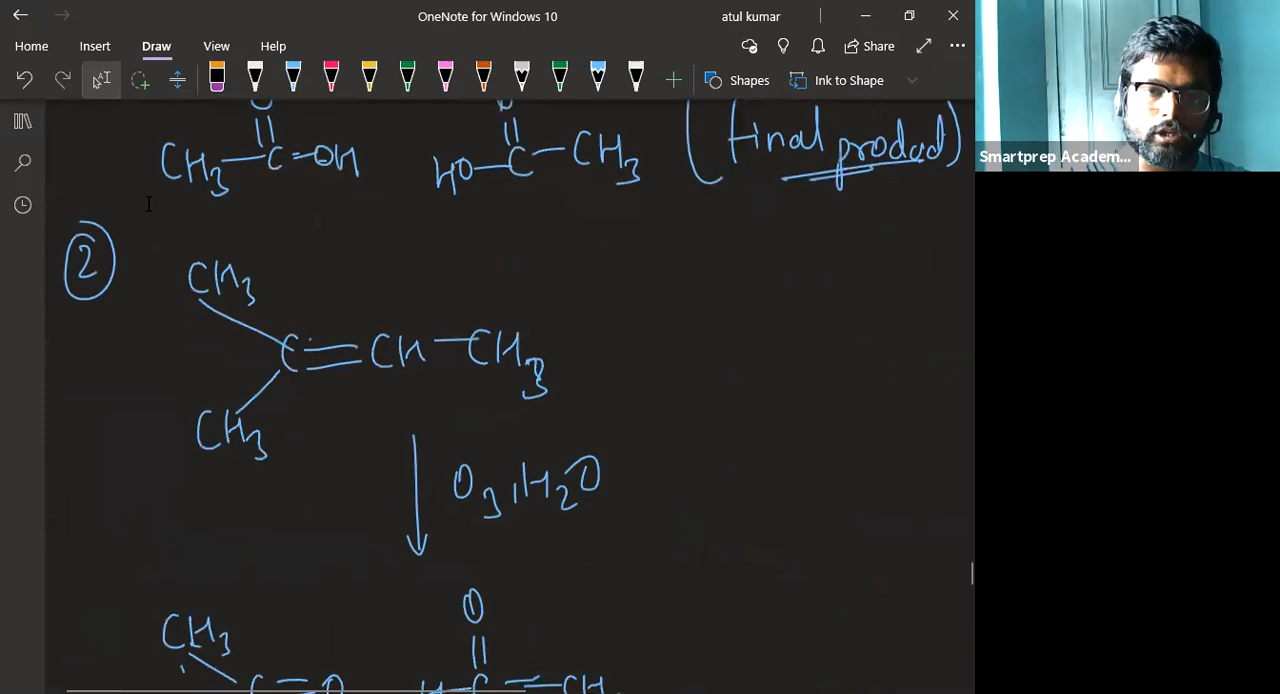 OneNote for Windows 10
atul kumar
Home Insert Draw View Help
Share
Shapes Ink to Shape
Smartprep Academ...
O O
|| ||
CH3—C—OH HO—C—CH3 (final product)
2
CH3
C=CH—CH3
CH3
O3, H2O
O
CH3 ||
C=O H—C—CH